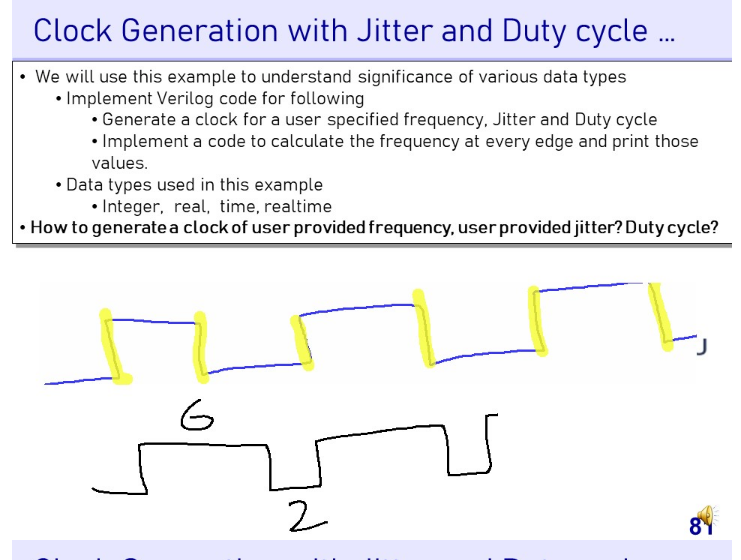 Clock Generation with Jitter and Duty cycle ...
• We will use this example to understand significance of various data types
• Implement Verilog code for following
• Generate a clock for a user specified frequency, Jitter and Duty cycle
• Implement a code to calculate the frequency at every edge and print those
values.
• Data types used in this example
• Integer, real, time, realtime
• How to generate a clock of user provided frequency, user provided jitter? Duty cycle?
J
6
2
81